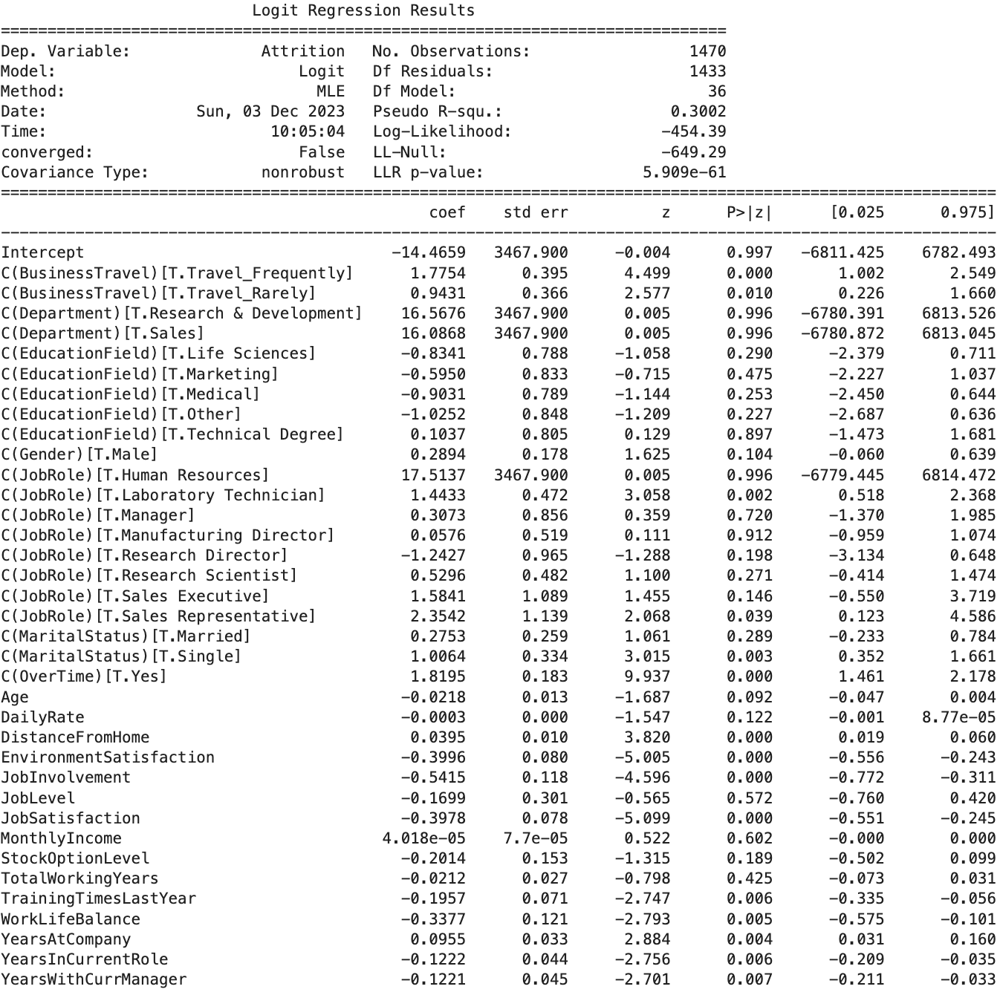 Logit Regression Results
==============================================================================
Dep. Variable:              Attrition   No. Observations:                 1470
Model:                          Logit   Df Residuals:                     1433
Method:                           MLE   Df Model:                           36
Date:                Sun, 03 Dec 2023   Pseudo R-squ.:                  0.3002
Time:                        10:05:04   Log-Likelihood:                -454.39
converged:                      False   LL-Null:                       -649.29
Covariance Type:            nonrobust   LLR p-value:                 5.909e-61
===========================================================================================================
                                              coef    std err          z      P>|z|      [0.025      0.975]
-----------------------------------------------------------------------------------------------------------
Intercept                                 -14.4659   3467.900     -0.004      0.997   -6811.425    6782.493
C(BusinessTravel)[T.Travel_Frequently]      1.7754      0.395      4.499      0.000       1.002       2.549
C(BusinessTravel)[T.Travel_Rarely]          0.9431      0.366      2.577      0.010       0.226       1.660
C(Department)[T.Research & Development]    16.5676   3467.900      0.005      0.996   -6780.391    6813.526
C(Department)[T.Sales]                     16.0868   3467.900      0.005      0.996   -6780.872    6813.045
C(EducationField)[T.Life Sciences]         -0.8341      0.788     -1.058      0.290      -2.379       0.711
C(EducationField)[T.Marketing]             -0.5950      0.833     -0.715      0.475      -2.227       1.037
C(EducationField)[T.Medical]               -0.9031      0.789     -1.144      0.253      -2.450       0.644
C(EducationField)[T.Other]                 -1.0252      0.848     -1.209      0.227      -2.687       0.636
C(EducationField)[T.Technical Degree]       0.1037      0.805      0.129      0.897      -1.473       1.681
C(Gender)[T.Male]                           0.2894      0.178      1.625      0.104      -0.060       0.639
C(JobRole)[T.Human Resources]              17.5137   3467.900      0.005      0.996   -6779.445    6814.472
C(JobRole)[T.Laboratory Technician]         1.4433      0.472      3.058      0.002       0.518       2.368
C(JobRole)[T.Manager]                       0.3073      0.856      0.359      0.720      -1.370       1.985
C(JobRole)[T.Manufacturing Director]        0.0576      0.519      0.111      0.912      -0.959       1.074
C(JobRole)[T.Research Director]            -1.2427      0.965     -1.288      0.198      -3.134       0.648
C(JobRole)[T.Research Scientist]            0.5296      0.482      1.100      0.271      -0.414       1.474
C(JobRole)[T.Sales Executive]               1.5841      1.089      1.455      0.146      -0.550       3.719
C(JobRole)[T.Sales Representative]          2.3542      1.139      2.068      0.039       0.123       4.586
C(MaritalStatus)[T.Married]                 0.2753      0.259      1.061      0.289      -0.233       0.784
C(MaritalStatus)[T.Single]                  1.0064      0.334      3.015      0.003       0.352       1.661
C(OverTime)[T.Yes]                          1.8195      0.183      9.937      0.000       1.461       2.178
Age                                        -0.0218      0.013     -1.687      0.092      -0.047       0.004
DailyRate                                  -0.0003      0.000     -1.547      0.122      -0.001    8.77e-05
DistanceFromHome                            0.0395      0.010      3.820      0.000       0.019       0.060
EnvironmentSatisfaction                    -0.3996      0.080     -5.005      0.000      -0.556      -0.243
JobInvolvement                             -0.5415      0.118     -4.596      0.000      -0.772      -0.311
JobLevel                                   -0.1699      0.301     -0.565      0.572      -0.760       0.420
JobSatisfaction                            -0.3978      0.078     -5.099      0.000      -0.551      -0.245
MonthlyIncome                            4.018e-05    7.7e-05      0.522      0.602      -0.000       0.000
StockOptionLevel                           -0.2014      0.153     -1.315      0.189      -0.502       0.099
TotalWorkingYears                          -0.0212      0.027     -0.798      0.425      -0.073       0.031
TrainingTimesLastYear                      -0.1957      0.071     -2.747      0.006      -0.335      -0.056
WorkLifeBalance                            -0.3377      0.121     -2.793      0.005      -0.575      -0.101
YearsAtCompany                              0.0955      0.033      2.884      0.004       0.031       0.160
YearsInCurrentRole                         -0.1222      0.044     -2.756      0.006      -0.209      -0.035
YearsWithCurrManager                       -0.1221      0.045     -2.701      0.007      -0.211      -0.033